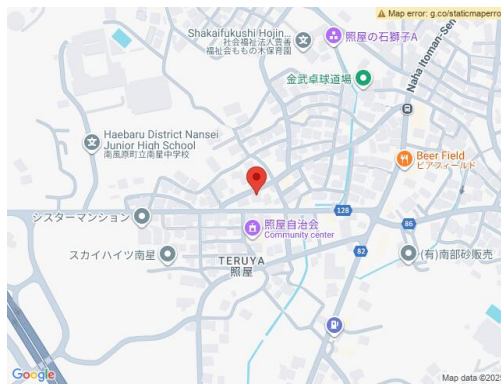 Map error: g.co/staticmaperro
Shakaifukushi Hojin...
社会福祉法人豊善
福祉会ももの木保育園
照屋の石獅子A
金武卓球道場
Naha Itoman-Sen
Haebaru District Nansei
Junior High School
南風原町立南星中学校
Beer Field
ビアフィールド
シスターマンション
128
86
照屋自治会
Community center
82
スカイハイツ南星
TERUYA
照屋
(有)南部砂販売
Google
Map data ©2025